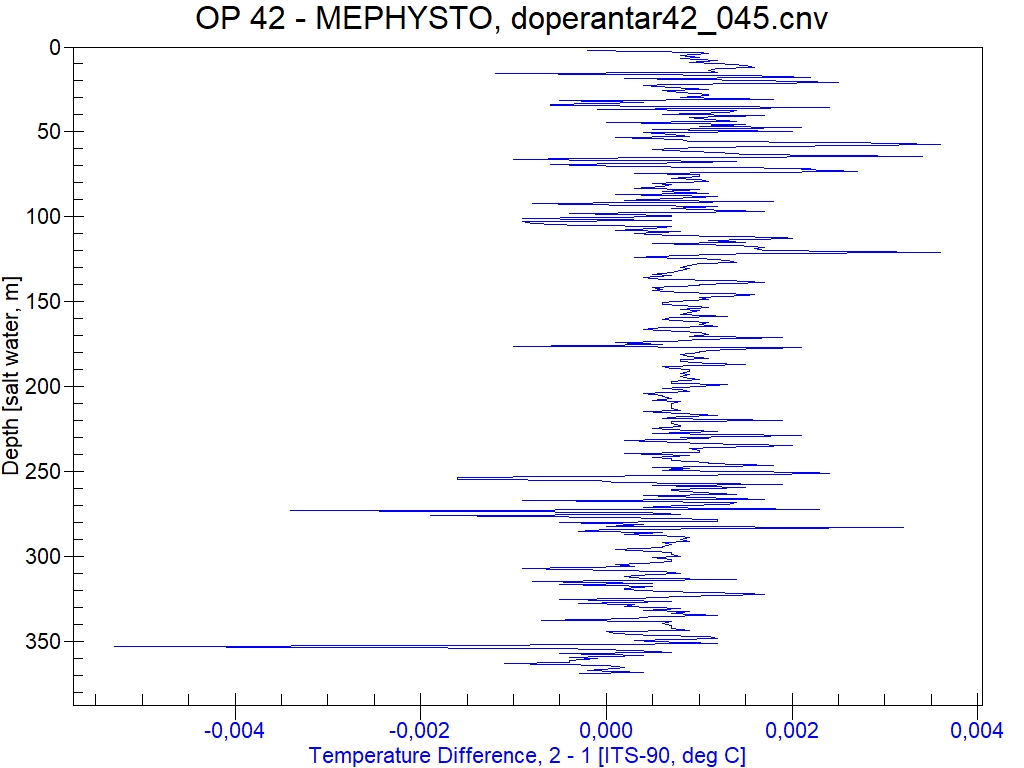 OP 42 - MEPHYSTO, doperantar42_045.cnv
0
50
100
150
200
250
300
350
Depth [salt water, m]
-0,004 -0,002 0,000 0,002 0,004
Temperature Difference, 2 - 1 [ITS-90, deg C]